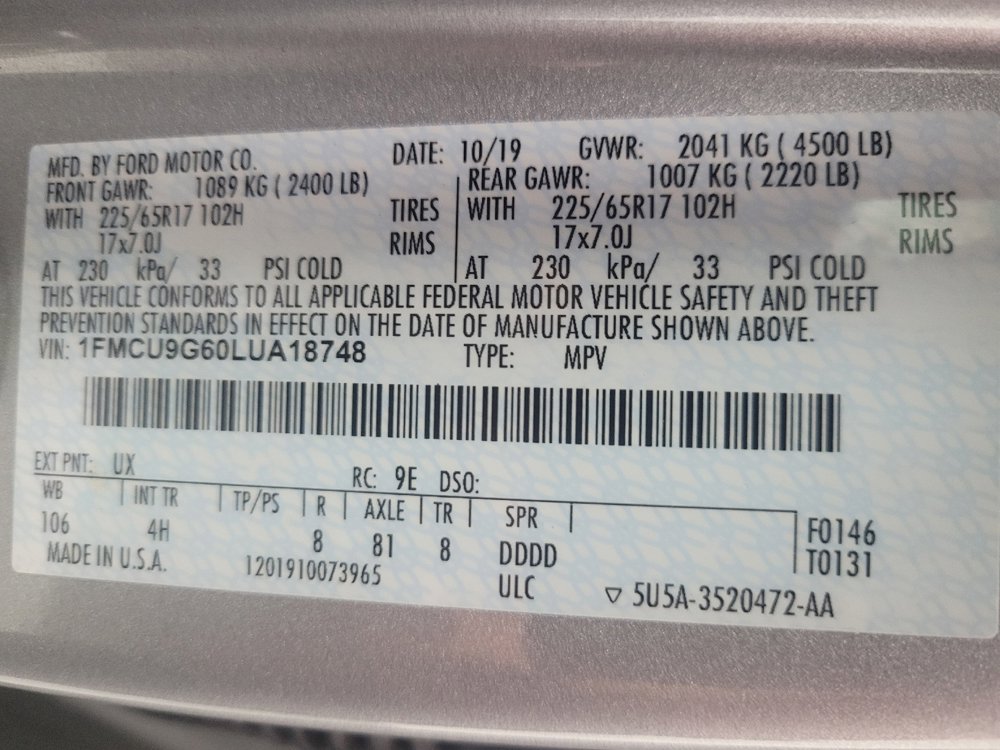 MFD. BY FORD MOTOR CO. DATE: 10/19 GVWR: 2041 KG ( 4500 LB)
FRONT GAWR: 1089 KG ( 2400 LB) REAR GAWR: 1007 KG ( 2220 LB)
WITH 225/65R17 102H TIRES WITH 225/65R17 102H TIRES
17x7.0J RIMS 17x7.0J RIMS
AT 230 kPa/ 33 PSI COLD AT 230 kPa/ 33 PSI COLD
THIS VEHICLE CONFORMS TO ALL APPLICABLE FEDERAL MOTOR VEHICLE SAFETY AND THEFT
PREVENTION STANDARDS IN EFFECT ON THE DATE OF MANUFACTURE SHOWN ABOVE.
VIN: 1FMCU9G60LUA18748 TYPE: MPV
EXT PNT: UX RC: 9E DSO:
WB INT TR TP/PS R AXLE TR SPR
106 4H 8 81 8 DDDD F0146
MADE IN U.S.A. 1201910073965 ULC T0131
▽ 5U5A-3520472-AA